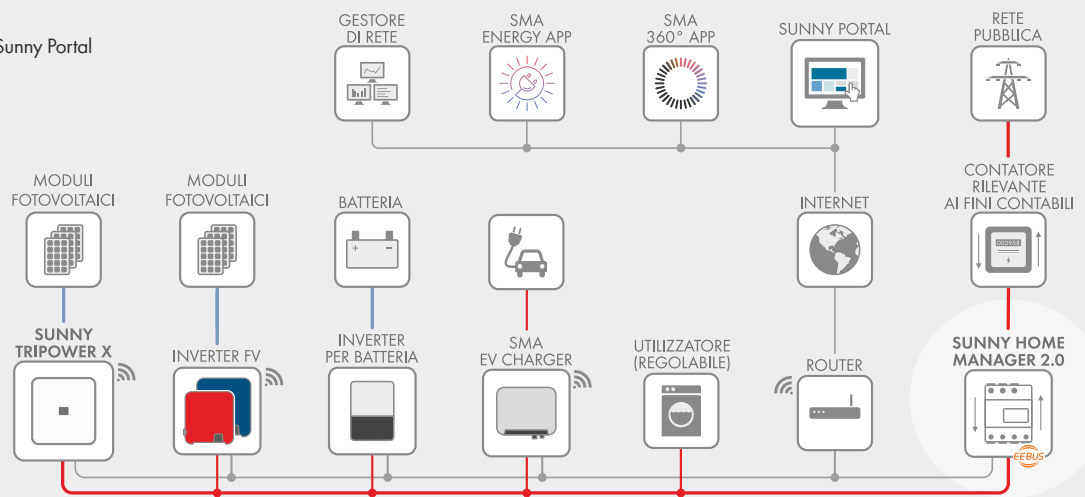 Sunny Portal
GESTORE
DI RETE
SMA
ENERGY APP
SMA
360° APP
SUNNY PORTAL
RETE
PUBBLICA
MODULI
FOTOVOLTAICI
MODULI
FOTOVOLTAICI
BATTERIA
INTERNET
CONTATORE
RILEVANTE
AI FINI CONTABILI
002958
SUNNY
TRIPOWER X
INVERTER FV
INVERTER
PER BATTERIA
SMA
EV CHARGER
UTILIZZATORE
(REGOLABILE)
ROUTER
SUNNY HOME
MANAGER 2.0
EEBUS